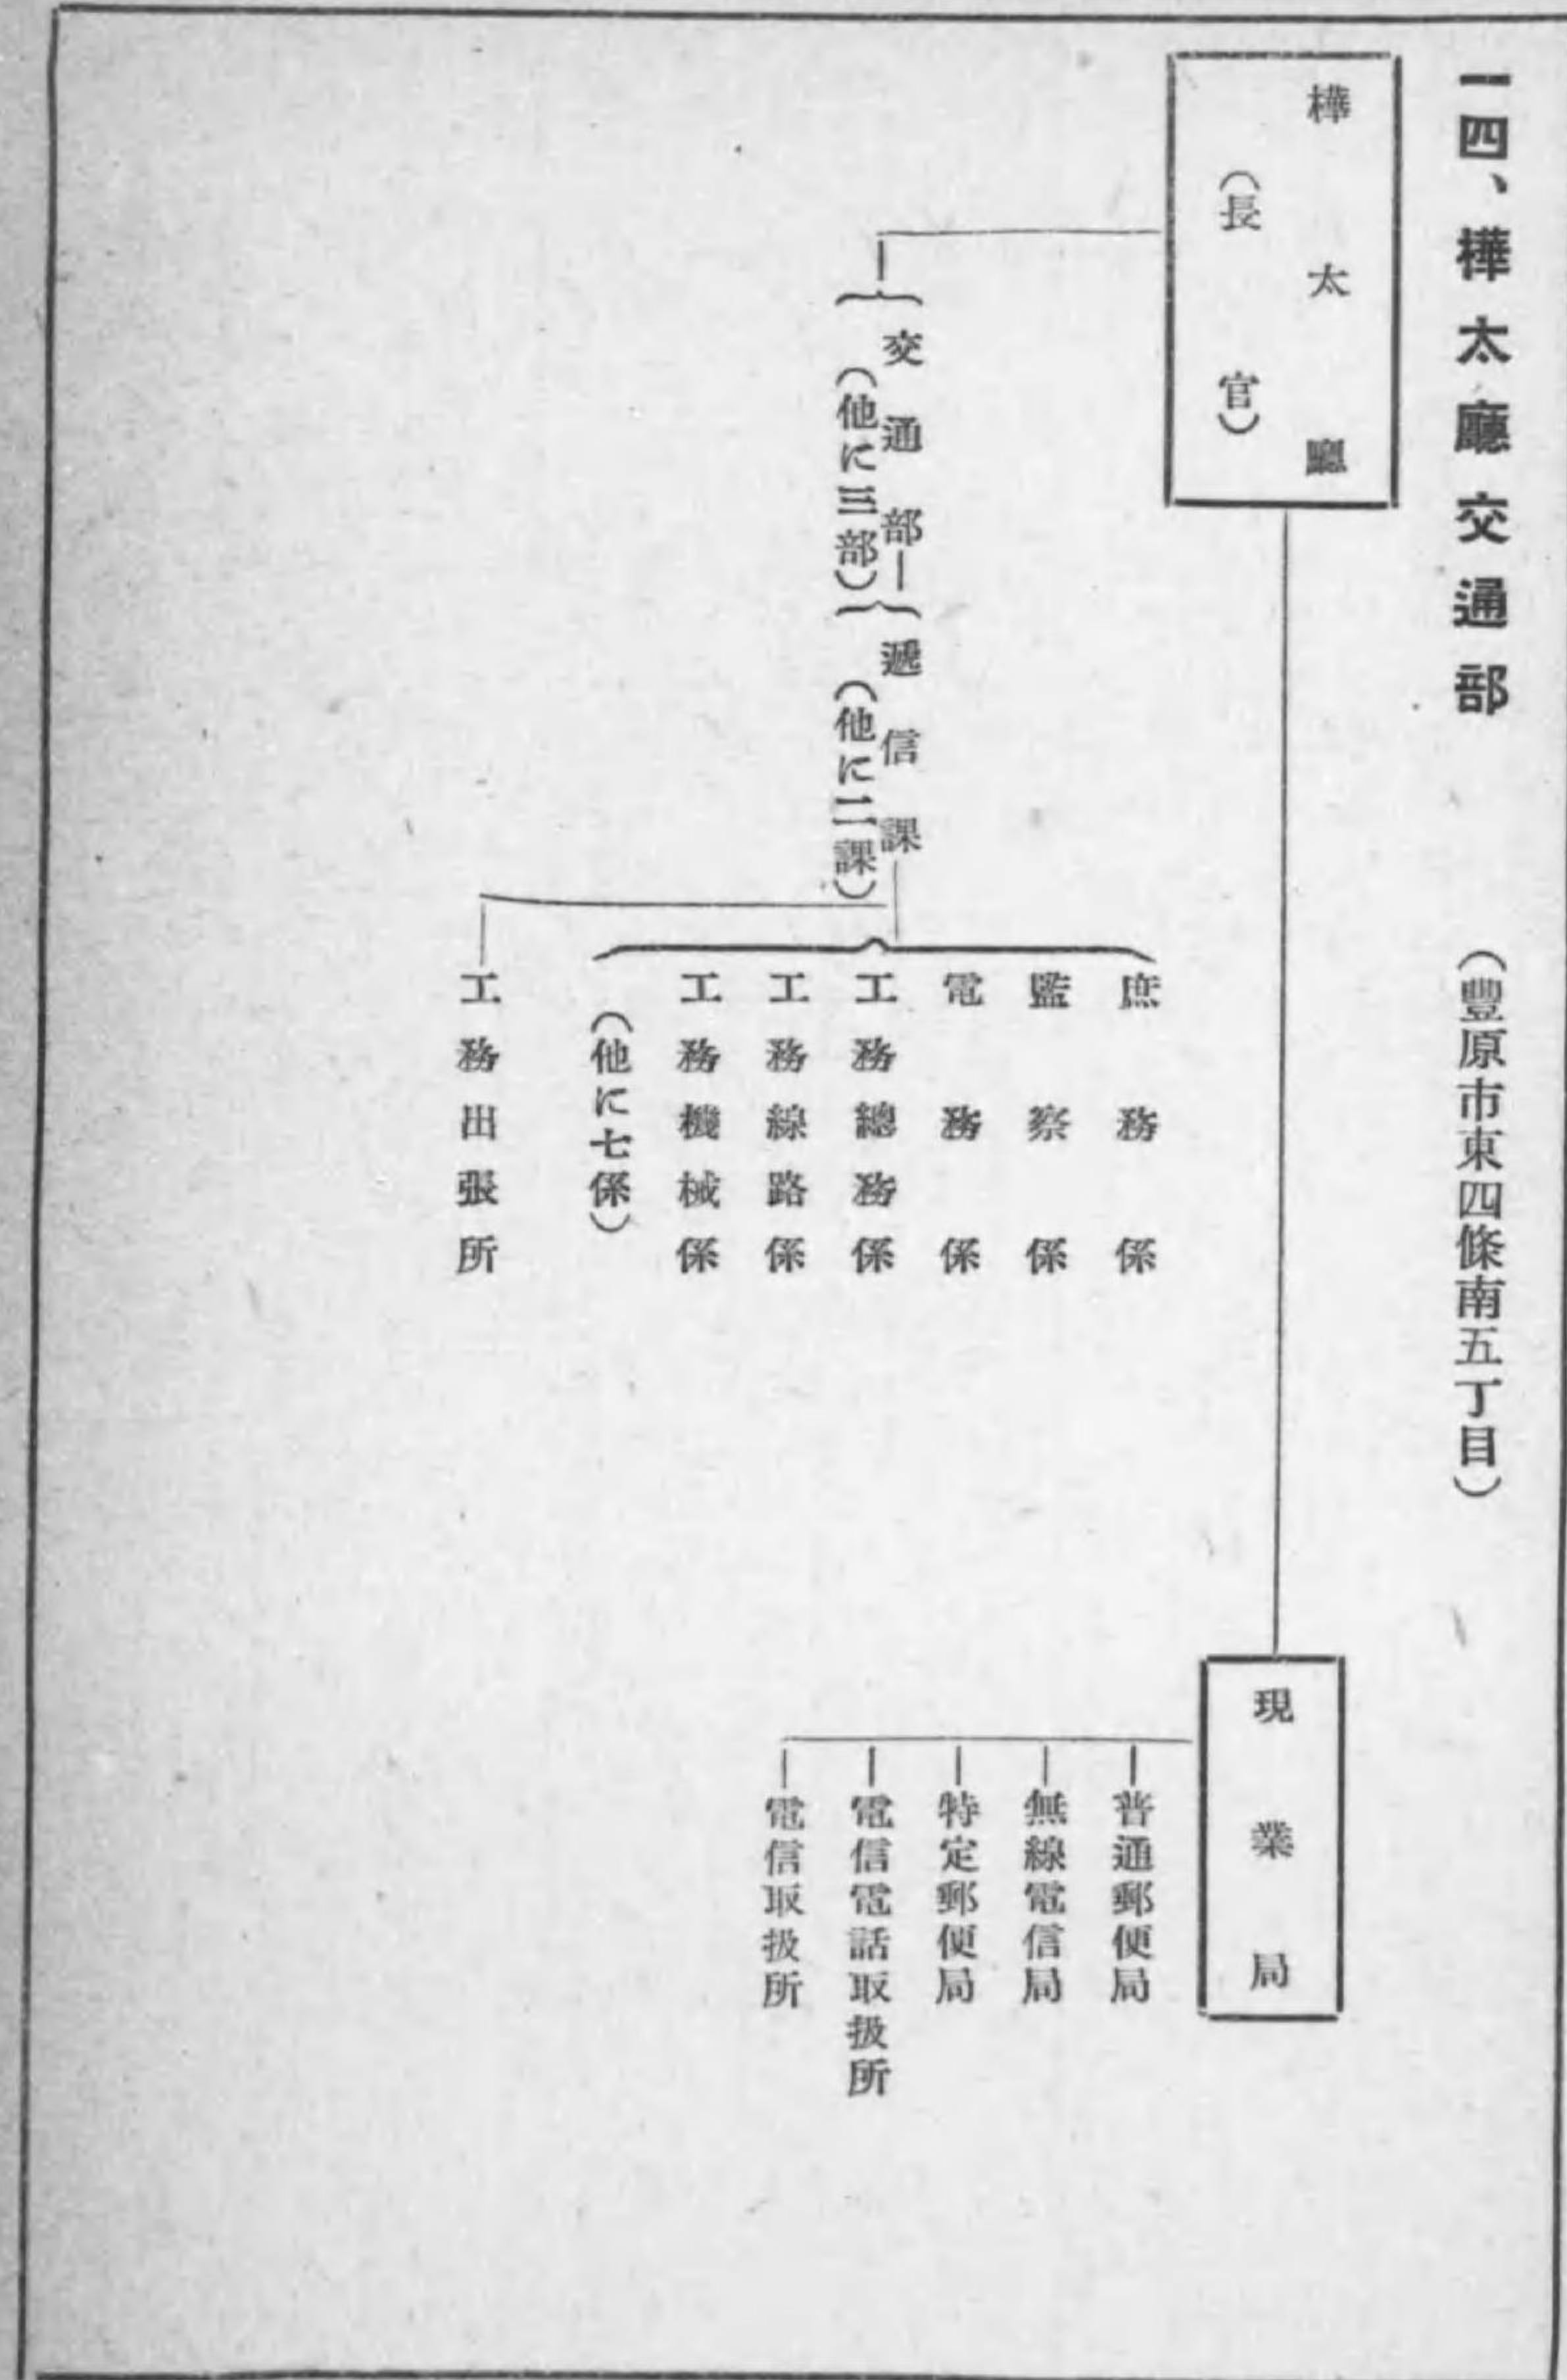 一四、樺太廳交通部　（豐原市東四條南五丁目）
樺太廳
（長官）
交通部
（他に三部）
遞信課
（他に二課）
庶務係
監察係
電務係
工務總務係
工務線路係
工務機械係
（他に七係）
工務出張所
現業局
普通郵便局
無線電信局
特定郵便局
電信電話取扱所
電信取扱所